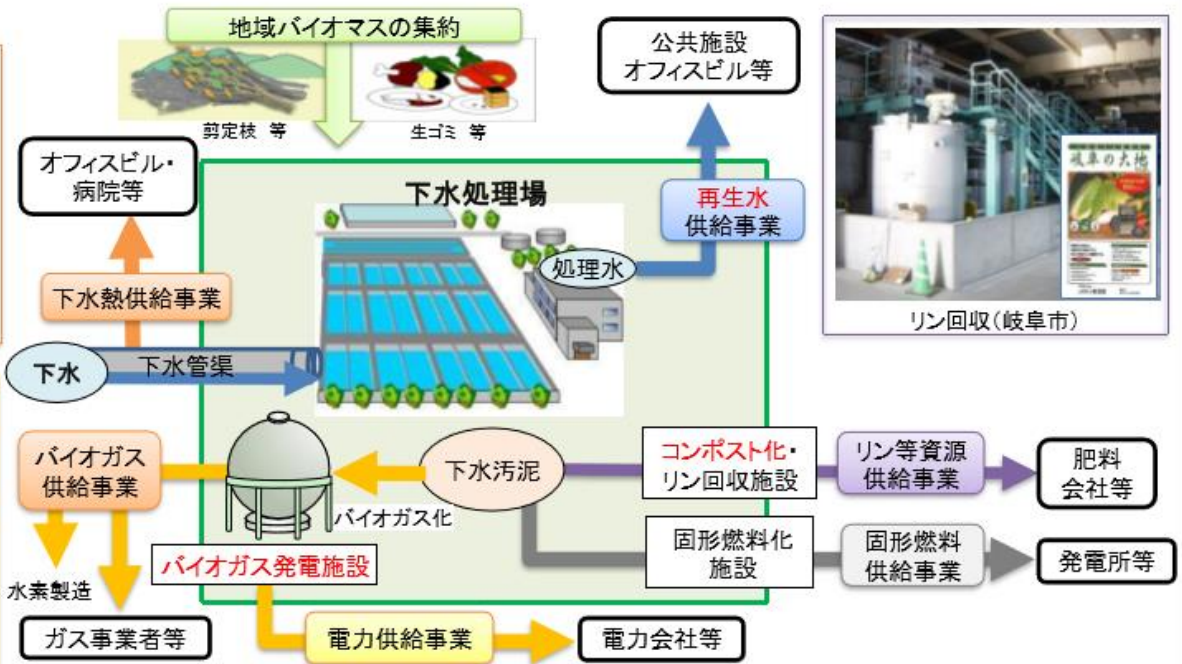 地域バイオマスの集約
剪定枝 等
生ゴミ 等
公共施設
オフィスビル等
オフィスビル・
病院等
下水処理場
再生水
供給事業
処理水
下水熱供給事業
下水
下水管渠
岐阜の大地
リン回収(岐阜市)
バイオガス
供給事業
バイオガス化
下水汚泥
コンポスト化・
リン回収施設
リン等資源
供給事業
肥料
会社等
固形燃料化
施設
固形燃料
供給事業
発電所等
バイオガス発電施設
水素製造
ガス事業者等
電力供給事業
電力会社等